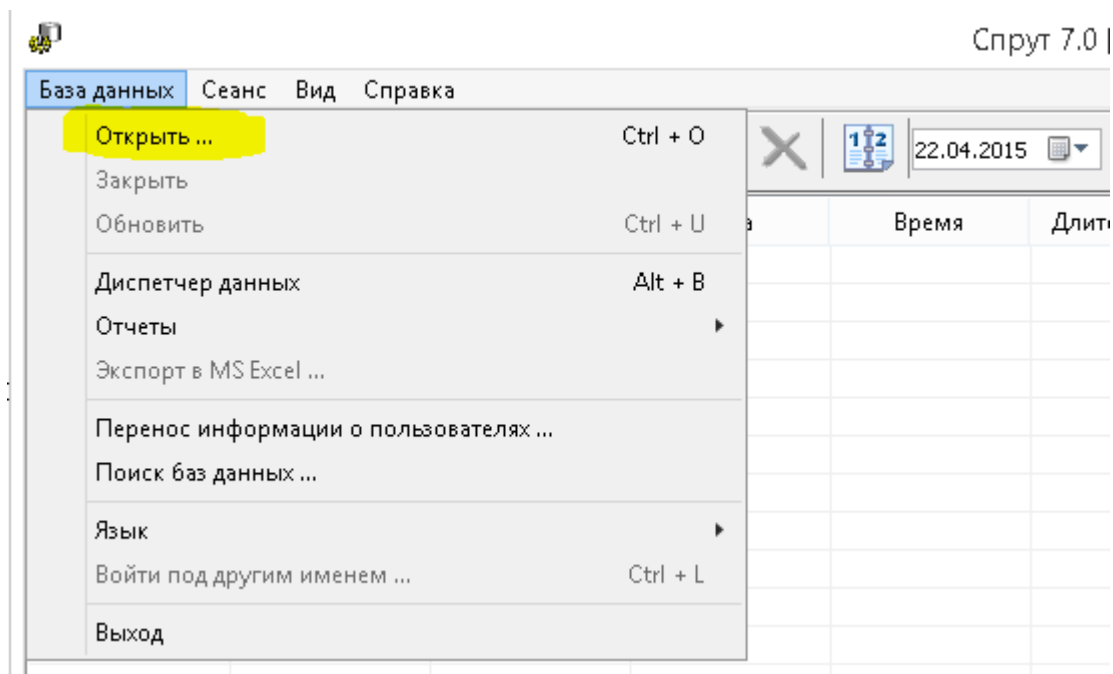 Спрут 7.0
База данных Сеанс Вид Справка
Открыть ... Ctrl + O
22.04.2015
Закрыть
Обновить Ctrl + U
Время
Диспетчер данных Alt + B
Отчеты
Экспорт в MS Excel ...
Перенос информации о пользователях ...
Поиск баз данных ...
Язык
Войти под другим именем ... Ctrl + L
Выход